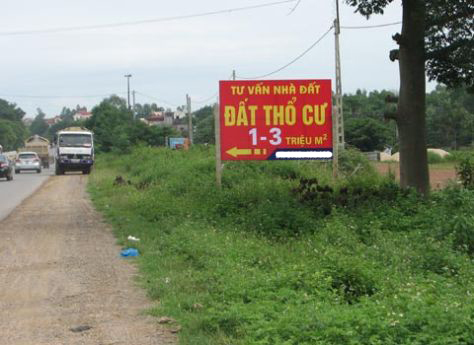 TƯ VẤN NHÀ ĐẤT
ĐẤT THỔ CƯ
1-3 TRIỆU M²